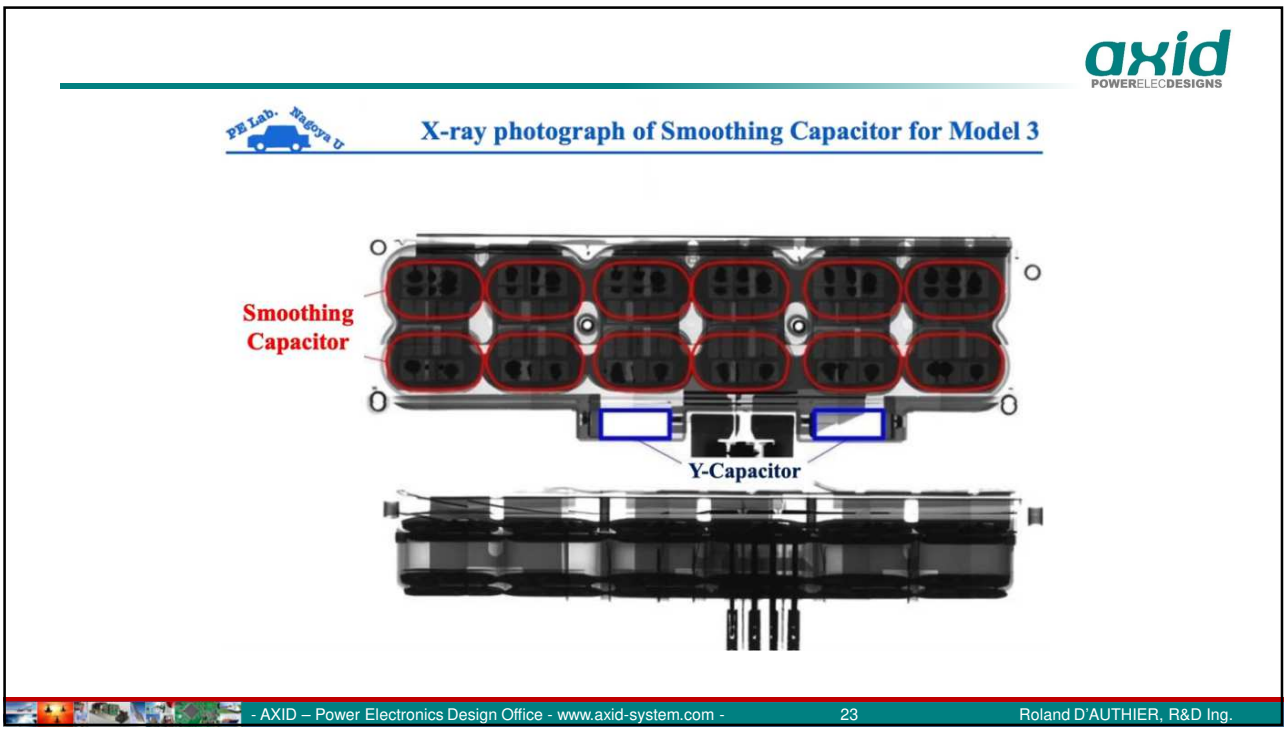 axid
POWERELECDESIGNS
PE Lab. Nagoya U
X-ray photograph of Smoothing Capacitor for Model 3
Smoothing
Capacitor
Y-Capacitor
- AXID – Power Electronics Design Office - www.axid-system.com -
23
Roland D'AUTHIER, R&D Ing.